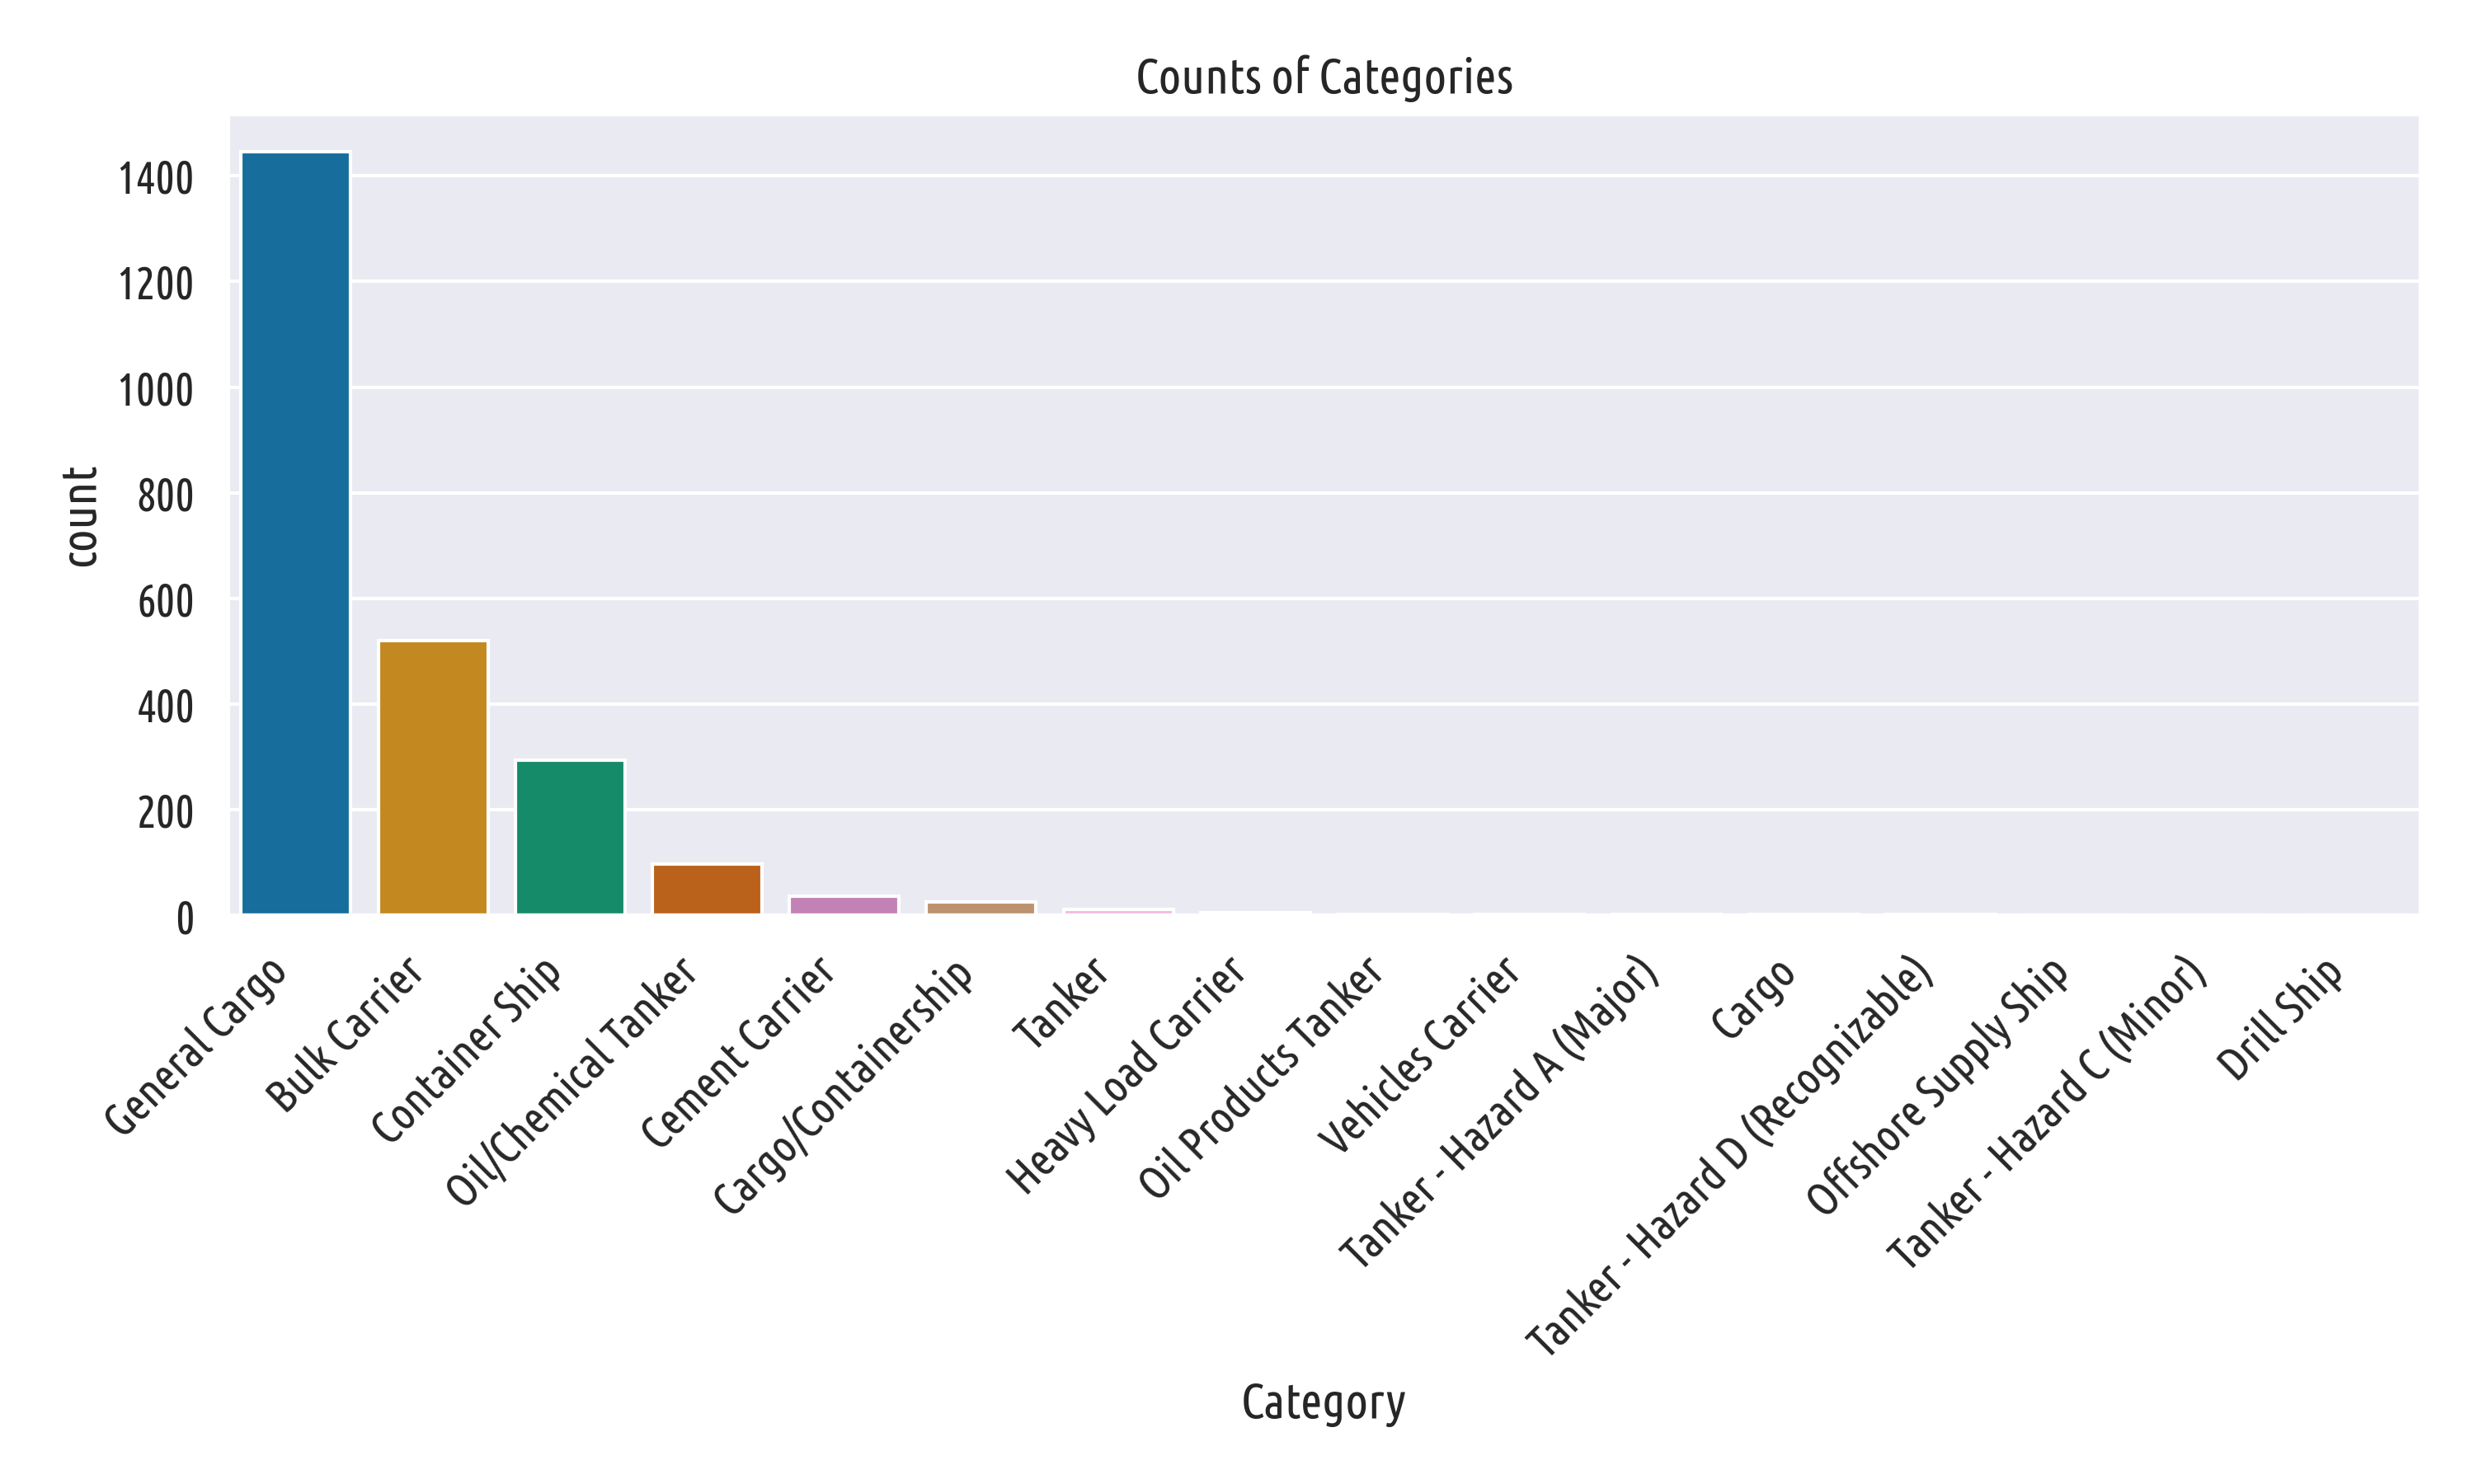 Counts of Categories
1400
1200
1000
800
600
400
200
0
count
General Cargo
Bulk Carrier
Container Ship
Oil/Chemical Tanker
Cement Carrier
Cargo/Containership
Tanker
Heavy Load Carrier
Oil Products Tanker
Vehicles Carrier
Tanker - Hazard A (Major)
Cargo
Tanker - Hazard D (Recognizable)
Offshore Supply Ship
Tanker - Hazard C (Minor)
Drill Ship
Category